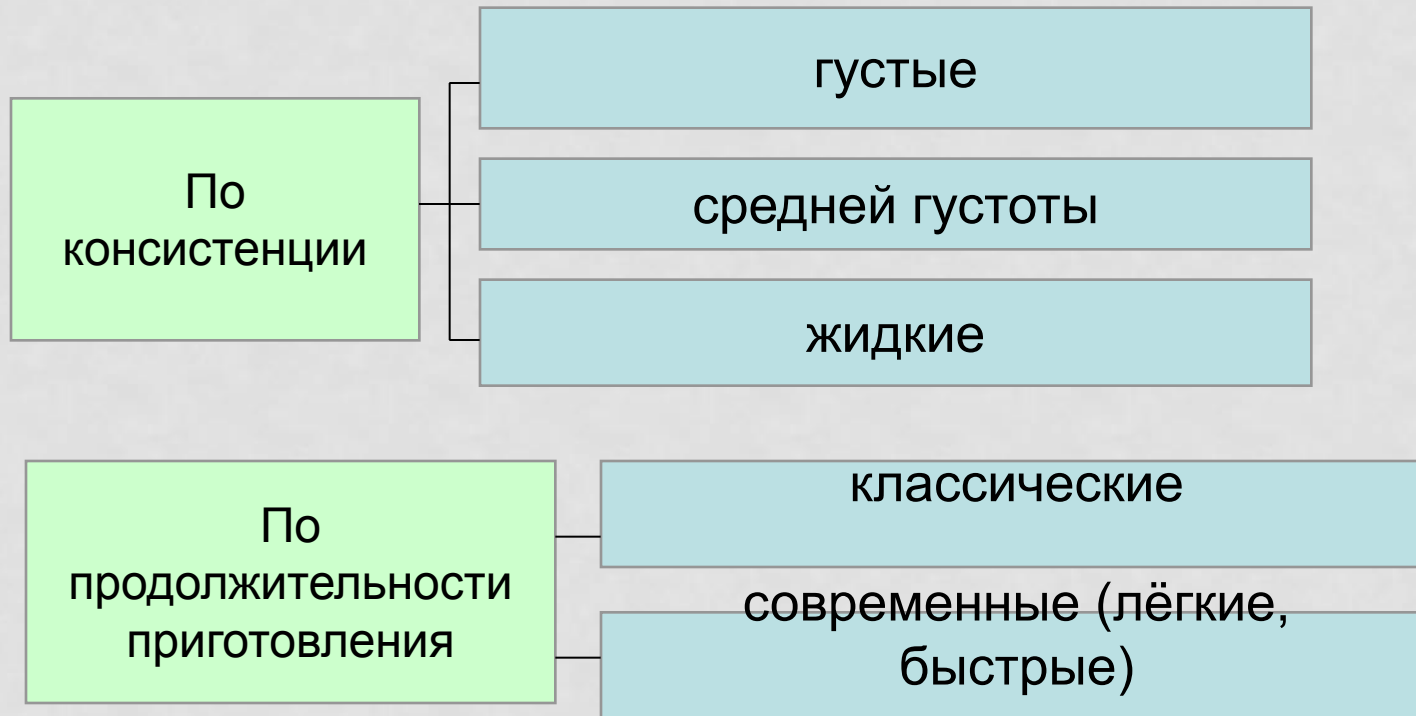 По
консистенции
густые
средней густоты
жидкие
По
продолжительности
приготовления
классические
современные (лёгкие,
быстрые)